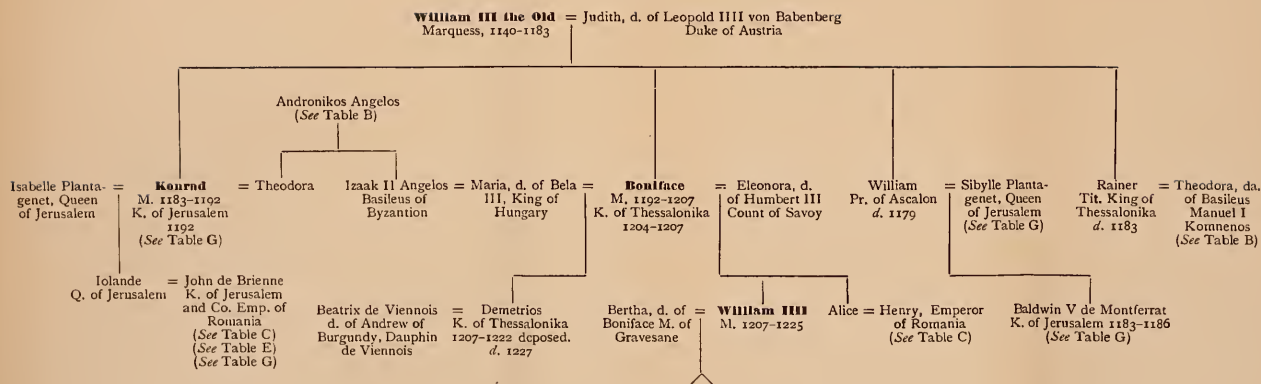 William III the Old = Judith, d. of Leopold IIII von Babenberg
Marquess, 1140-1183
Duke of Austria
Andronikos Angelos
(See Table B)
Isabelle Planta-
genet, Queen
of Jerusalem
=
Konrad
M. 1183-1192
K. of Jerusalem
1192
(See Table G)
= Theodora
Izaak II Angelos
Basileus of
Byzantion
= Maria, d. of Bela
III, King of
Hungary
=
Boniface
M. 1192-1207
K. of Thessalonika
1204-1207
= Eleonora, d.
of Humbert III
Count of Savoy
William
Pr. of Ascalon
d. 1179
= Sibylle Planta-
genet, Queen
of Jerusalem
(See Table G)
Rainer
Tit. King of
Thessalonika
d. 1183
= Theodora, da.
of Basileus
Manuel I
Komnenos
(See Table B)
Iolande
Q. of Jerusalem
= John de Brienne
K. of Jerusalem
and Co. Emp. of
Romania
(See Table C)
(See Table E)
(See Table G)
Beatrix de Viennois
d. of Andrew of
Burgundy, Dauphin
de Viennois
=
Demetrios
K. of Thessalonika
1207-1222 deposed.
d. 1227
Bertha, d. of
Boniface M. of
Gravesane
=
William IIII
M. 1207-1225
Alice = Henry, Emperor
of Romania
(See Table C)
Baldwin V de Montferrat
K. of Jerusalem 1183-1186
(See Table G)